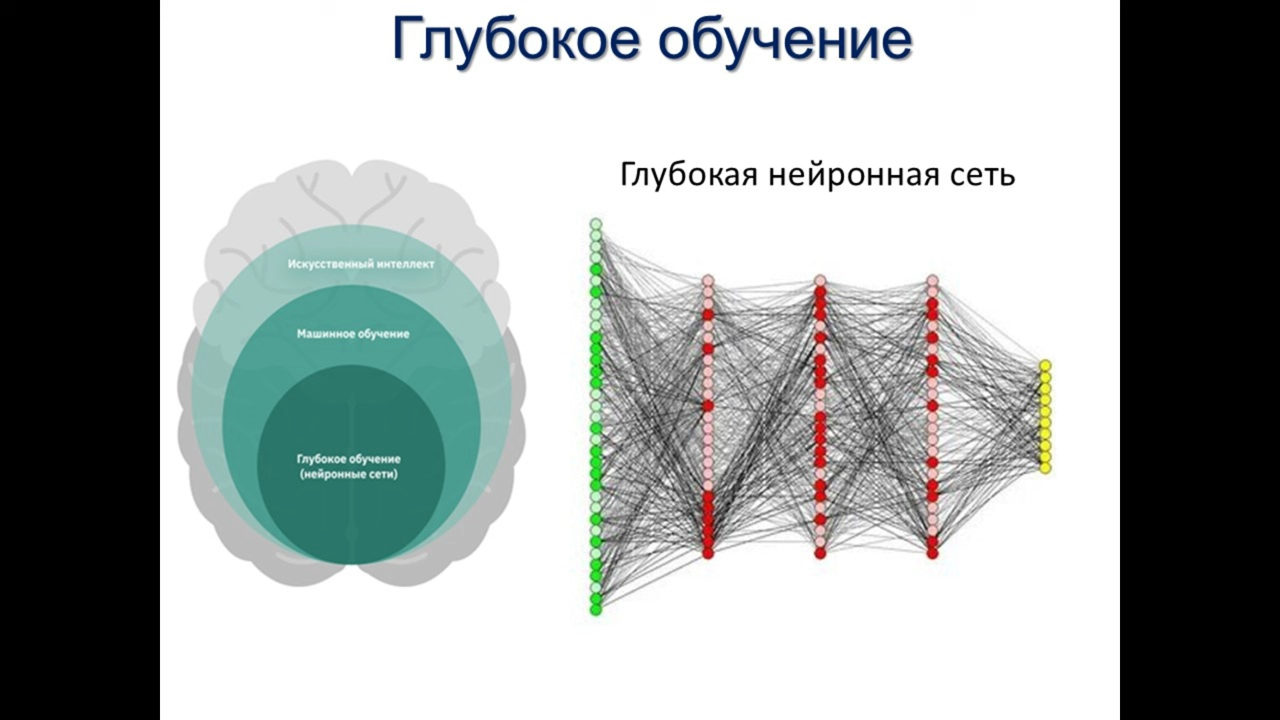 Глубокое обучение
Глубокая нейронная сеть
Искусственный интеллект
Машинное обучение
Глубокое обучение
(нейронные сети)